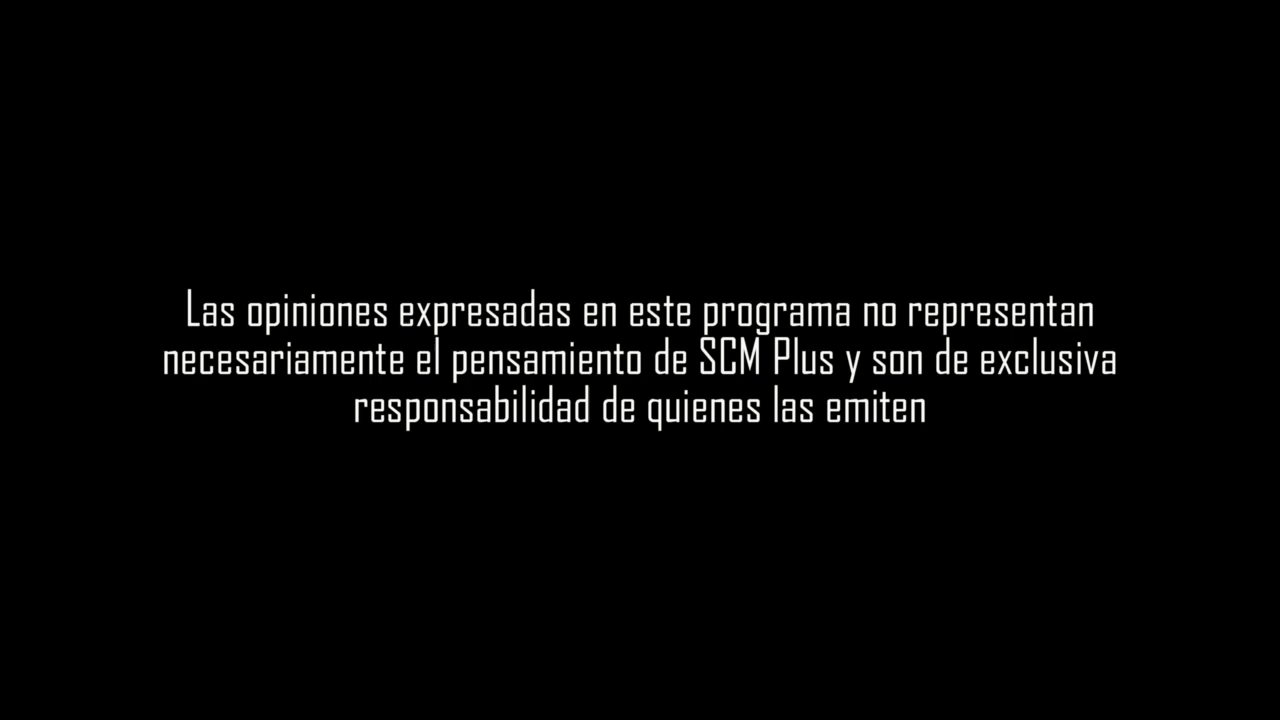 Las opiniones expresadas en este programa no representan
necesariamente el pensamiento de SCM Plus y son de exclusiva
responsabilidad de quienes las emiten